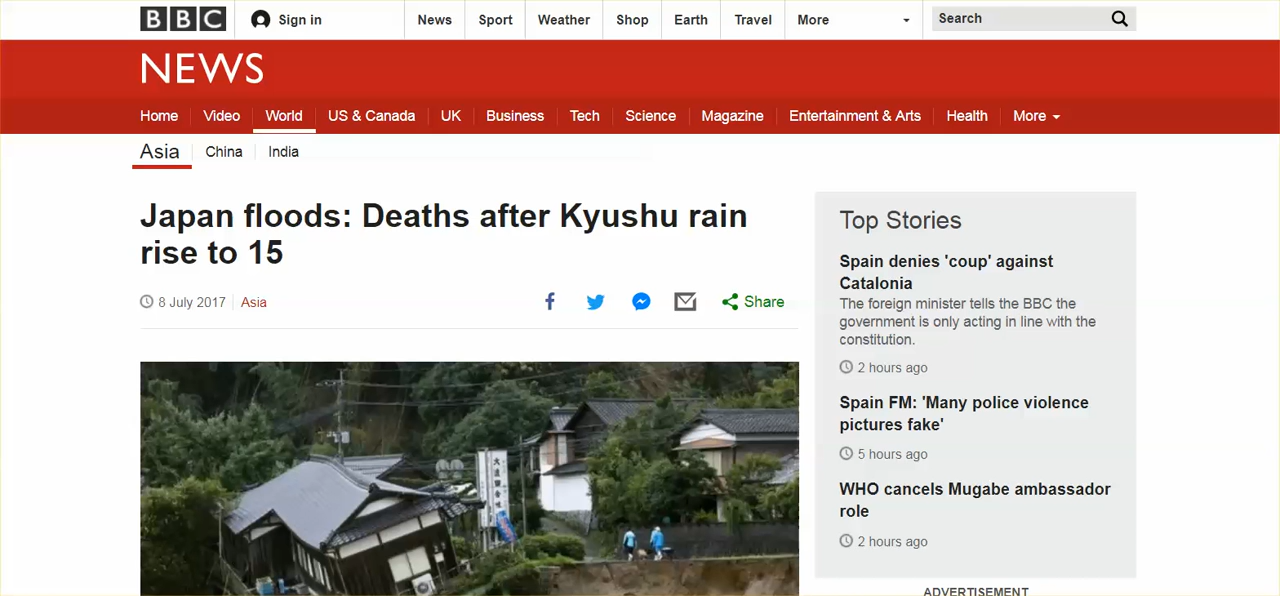 BBC Sign in News Sport Weather Shop Earth Travel More Search
NEWS
Home Video World US & Canada UK Business Tech Science Magazine Entertainment & Arts Health More
Asia China India
Japan floods: Deaths after Kyushu rain
rise to 15
8 July 2017 Asia
Share
Top Stories
Spain denies 'coup' against
Catalonia
The foreign minister tells the BBC the
government is only acting in line with the
constitution.
2 hours ago
Spain FM: 'Many police violence
pictures fake'
5 hours ago
WHO cancels Mugabe ambassador
role
2 hours ago
ADVERTISEMENT